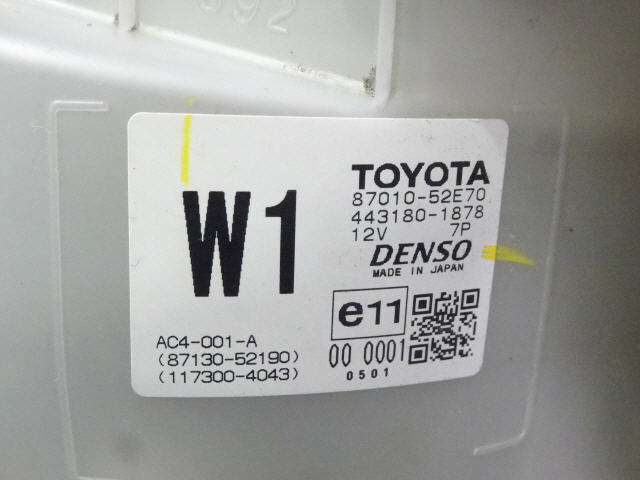 692
W1
TOYOTA
87010-52E70
443180-1878
12V 7P
DENSO
MADE IN JAPAN
e11
00 0001
0501
AC4-001-A
(87130-52190)
(117300-4043)